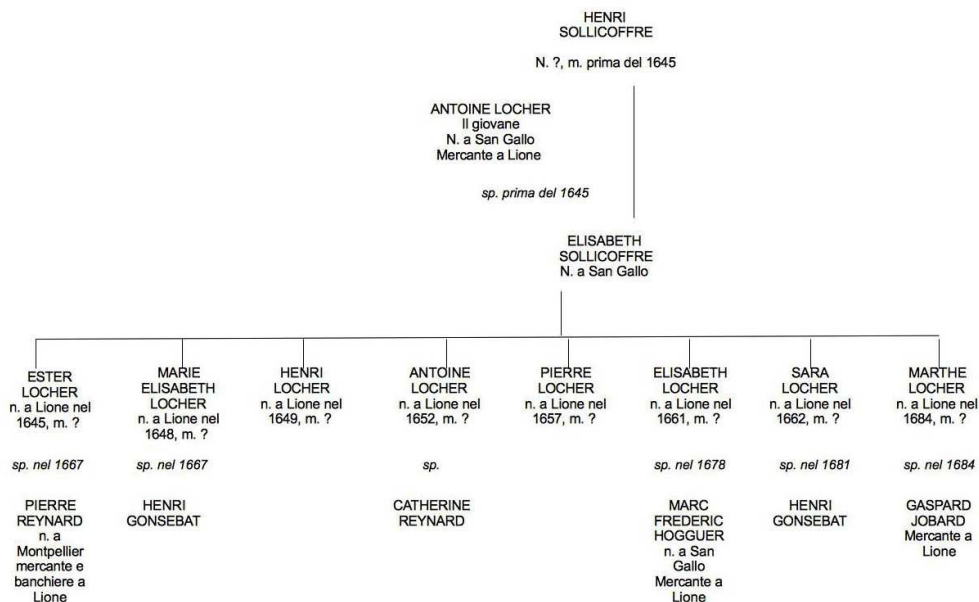 HENRI
SOLLICOFFRE
N. ?, m. prima del 1645
ANTOINE LOCHER
Il giovane
N. a San Gallo
Mercante a Lione
sp. prima del 1645
ELISABETH
SOLLICOFFRE
N. a San Gallo
ESTER
LOCHER
n. a Lione nel
1645, m. ?
sp. nel 1667
PIERRE
REYNARD
n. a
Montpellier
mercante e
banchiere a
Lione
MARIE
ELISABETH
LOCHER
n. a Lione nel
1648, m. ?
sp. nel 1667
HENRI
GONSEBAT
HENRI
LOCHER
n. a Lione nel
1649, m. ?
ANTOINE
LOCHER
n. a Lione nel
1652, m. ?
sp.
CATHERINE
REYNARD
PIERRE
LOCHER
n. a Lione nel
1657, m. ?
ELISABETH
LOCHER
n. a Lione nel
1661, m. ?
sp. nel 1678
MARC
FREDERIC
HOGGUER
n. a San
Gallo
Mercante a
Lione
SARA
LOCHER
n. a Lione nel
1662, m. ?
sp. nel 1681
HENRI
GONSEBAT
MARTHE
LOCHER
n. a Lione nel
1684, m. ?
sp. nel 1684
GASPARD
JOBARD
Mercante a
Lione